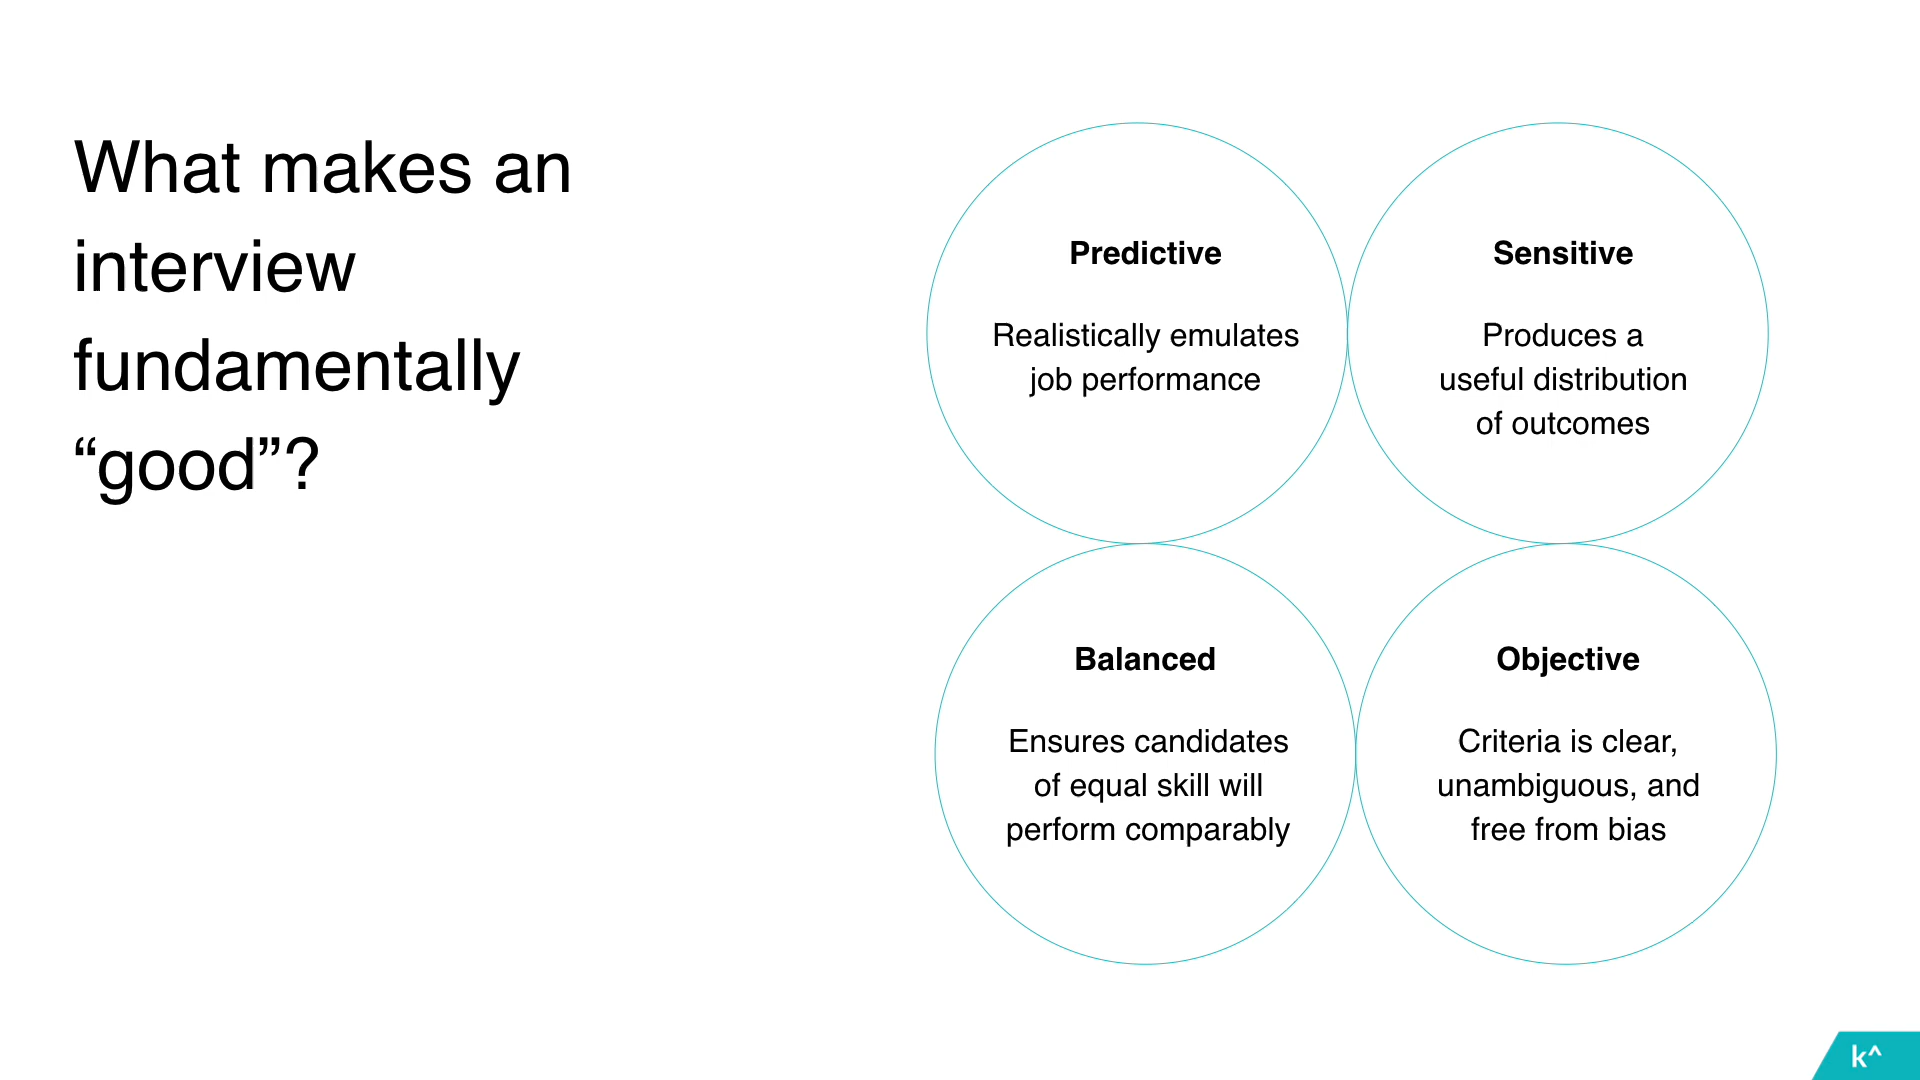 What makes an
interview
fundamentally
“good”?
Predictive
Realistically emulates
job performance
Sensitive
Produces a
useful distribution
of outcomes
Balanced
Ensures candidates
of equal skill will
perform comparably
Objective
Criteria is clear,
unambiguous, and
free from bias
k^